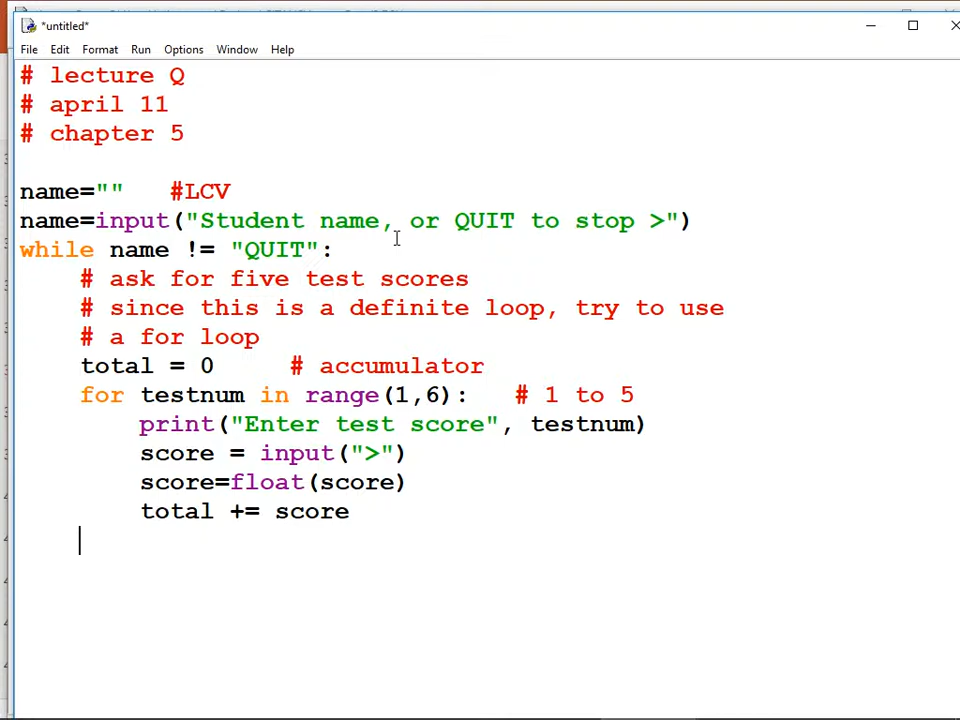 *untitled*
File Edit Format Run Options Window Help
# lecture Q
# april 11
# chapter 5
name=""   #LCV
name=input("Student name, or QUIT to stop >")
while name != "QUIT":
    # ask for five test scores
    # since this is a definite loop, try to use
    # a for loop
    total = 0     # accumulator
    for testnum in range(1,6):   # 1 to 5
        print("Enter test score", testnum)
        score = input(">")
        score=float(score)
        total += score